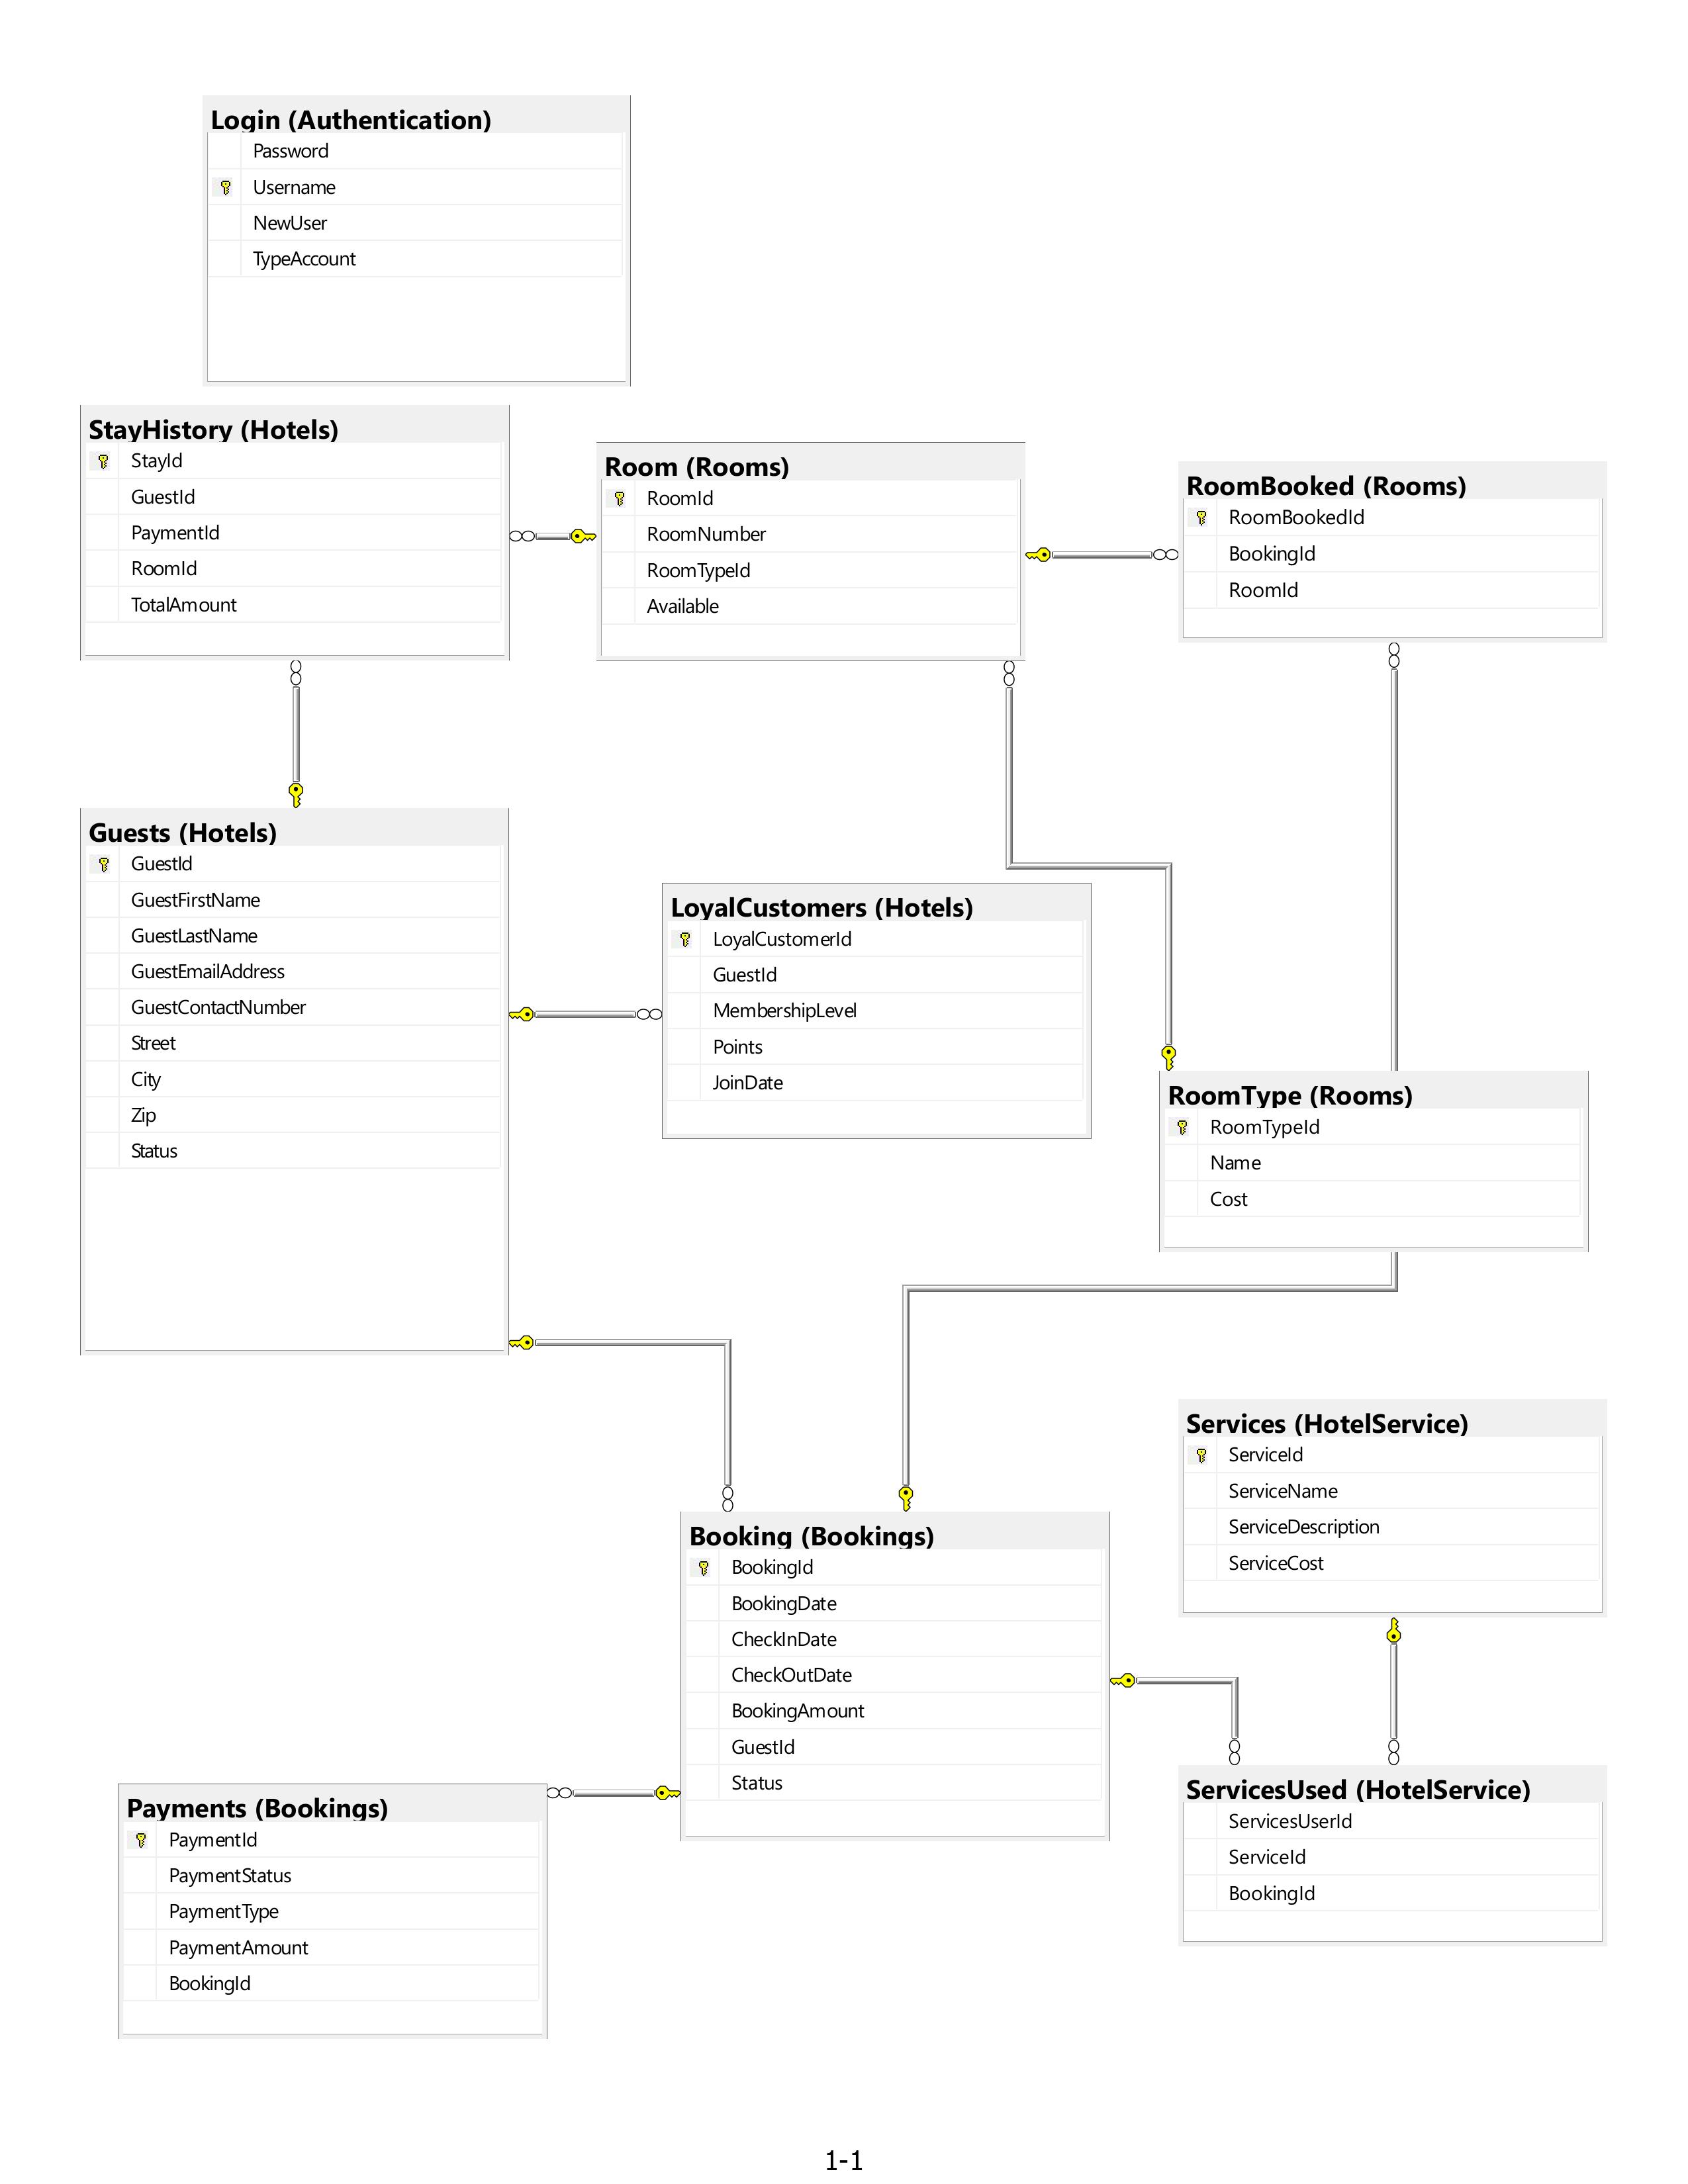 Login (Authentication)
Password
Username
NewUser
TypeAccount
StayHistory (Hotels)
StayId
GuestId
PaymentId
RoomId
TotalAmount
Room (Rooms)
RoomId
RoomNumber
RoomTypeId
Available
RoomBooked (Rooms)
RoomBookedId
BookingId
RoomId
Guests (Hotels)
GuestId
GuestFirstName
GuestLastName
GuestEmailAddress
GuestContactNumber
Street
City
Zip
Status
LoyalCustomers (Hotels)
LoyalCustomerId
GuestId
MembershipLevel
Points
JoinDate
RoomType (Rooms)
RoomTypeId
Name
Cost
Services (HotelService)
ServiceId
ServiceName
ServiceDescription
ServiceCost
Booking (Bookings)
BookingId
BookingDate
CheckInDate
CheckOutDate
BookingAmount
GuestId
Status
Payments (Bookings)
PaymentId
PaymentStatus
PaymentType
PaymentAmount
BookingId
ServicesUsed (HotelService)
ServicesUserId
ServiceId
BookingId
1-1